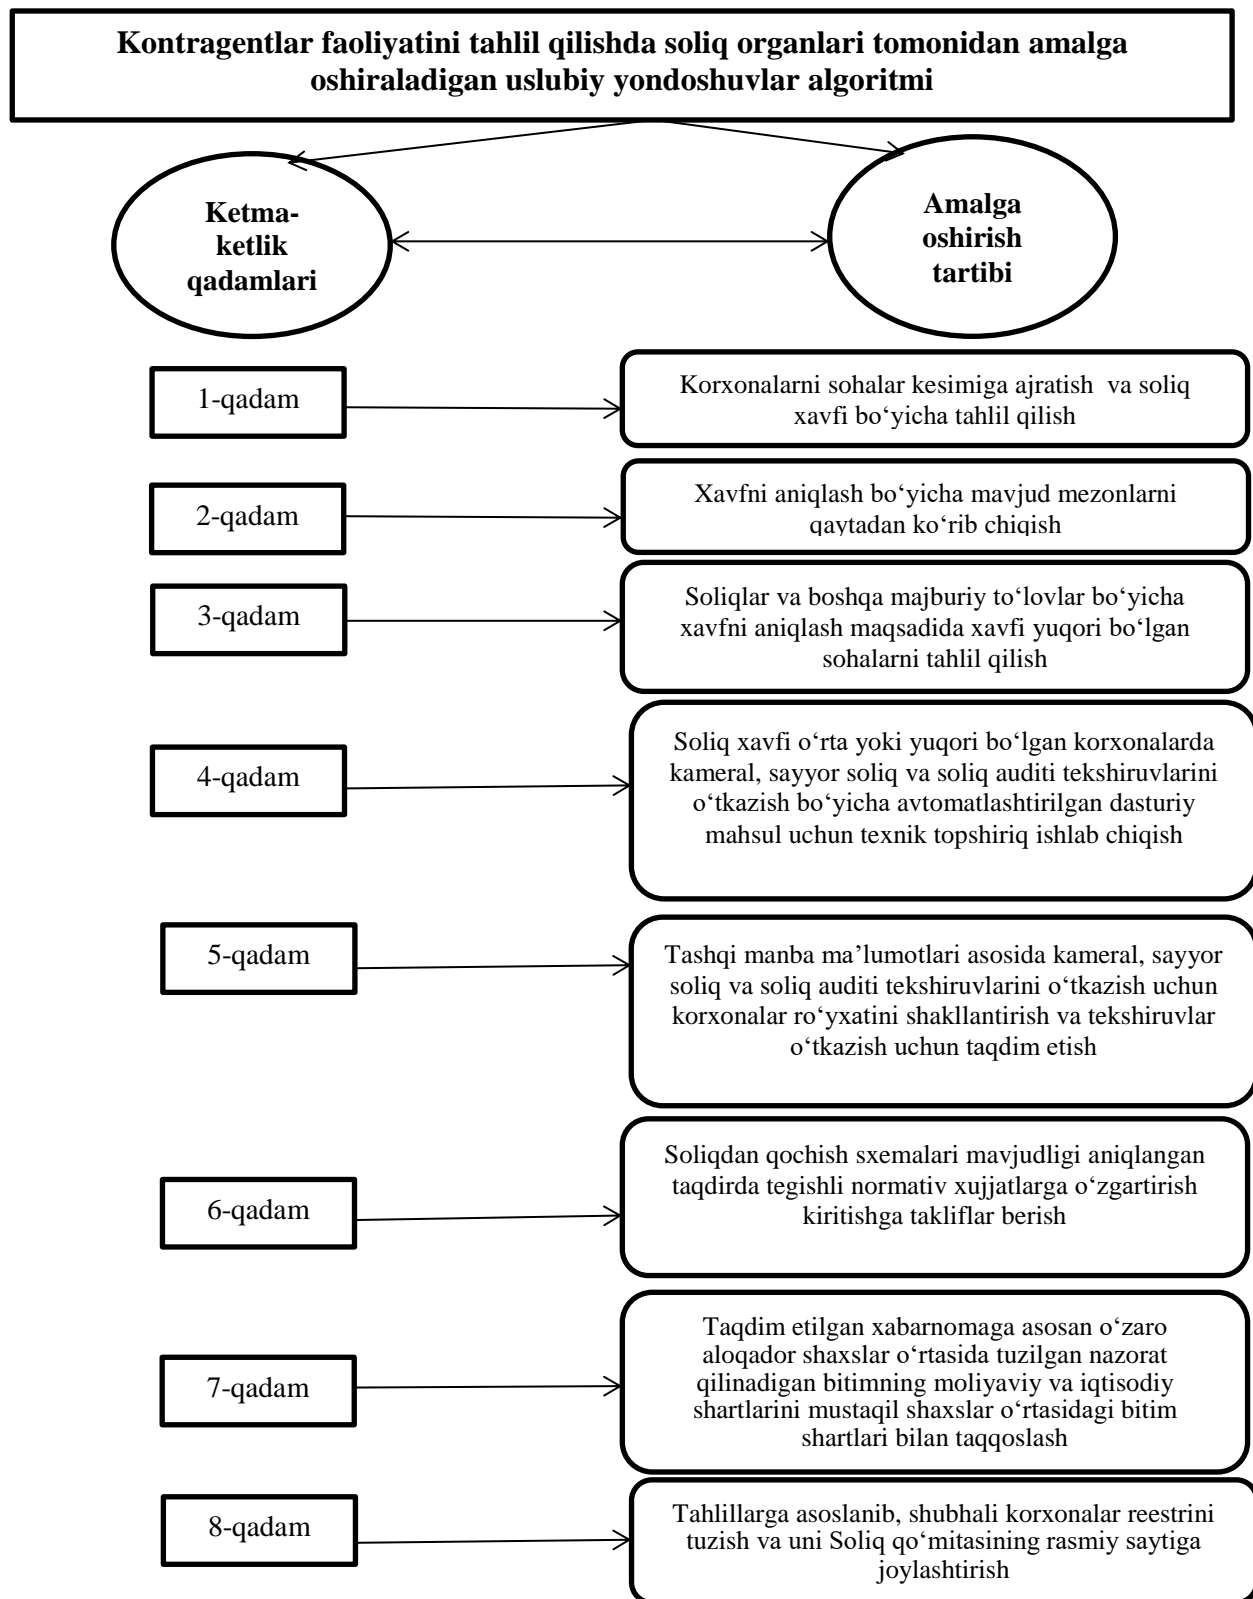 Kontragentlar faoliyatini tahlil qilishda soliq organlari tomonidan amalga
oshiraladigan uslubiy yondoshuvlar algoritmi
Ketma-
ketlik
qadamlari
Amalga
oshirish
tartibi
1-qadam
Korxonalarni sohalar kesimiga ajratish va soliq
xavfi bo‘yicha tahlil qilish
2-qadam
Xavfni aniqlash bo‘yicha mavjud mezonlarni
qaytadan ko‘rib chiqish
3-qadam
Soliqlar va boshqa majburiy to‘lovlar bo‘yicha
xavfni aniqlash maqsadida xavfi yuqori bo‘lgan
sohalarni tahlil qilish
4-qadam
Soliq xavfi o‘rta yoki yuqori bo‘lgan korxonalarda
kameral, sayyor soliq va soliq auditi tekshiruvlarini
o‘tkazish bo‘yicha avtomatlashtirilgan dasturiy
mahsul uchun texnik topshiriq ishlab chiqish
5-qadam
Tashqi manba ma’lumotlari asosida kameral, sayyor
soliq va soliq auditi tekshiruvlarini o‘tkazish uchun
korxonalar ro‘yxatini shakllantirish va tekshiruvlar
o‘tkazish uchun taqdim etish
6-qadam
Soliqdan qochish sxemalari mavjudligi aniqlangan
taqdirda tegishli normativ xujjatlarga o‘zgartirish
kiritishga takliflar berish
7-qadam
Taqdim etilgan xabarnomaga asosan o‘zaro
aloqador shaxslar o‘rtasida tuzilgan nazorat
qilinadigan bitimning moliyaviy va iqtisodiy
shartlarini mustaqil shaxslar o‘rtasidagi bitim
shartlari bilan taqqoslash
8-qadam
Tahlillarga asoslanib, shubhali korxonalar reestrini
tuzish va uni Soliq qo‘mitasining rasmiy saytiga
joylashtirish